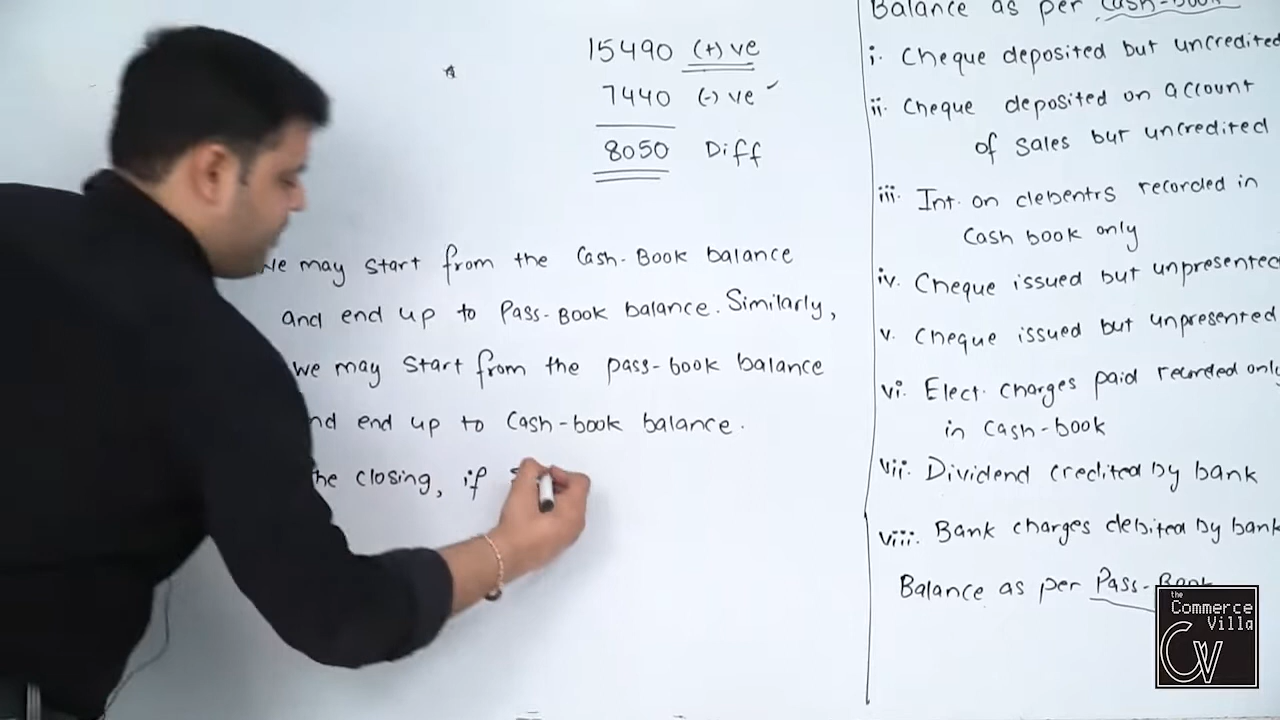 15490 (+) ve
7440 (-) ve
8050 Diff
We may start from the Cash-Book balance
and end up to Pass-Book balance. Similarly,
we may start from the pass-book balance
nd end up to Cash-book balance.
he closing, if
Balance as per Cash-Book
i. Cheque deposited but uncredited
ii. Cheque deposited on account
of sales but uncredited
iii. Int. on debentrs recorded in
Cash book only
iv. Cheque issued but unpresented
v. Cheque issued but unpresented
vi. Elect. charges paid recorded only
in cash-book
vii. Dividend credited by bank
viii. Bank charges debited by bank
Balance as per Pass-Bank
the
Commerce
Villa
CV